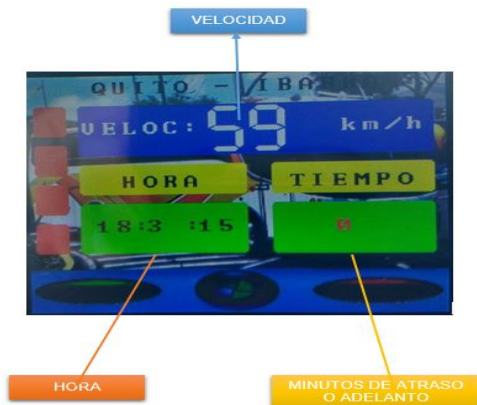 VELOCIDAD
QUITO - IBA
VELOC: 59 km/h
HORA TIEMPO
18:3 :15 0
HORA
MINUTOS DE ATRASO
O ADELANTO